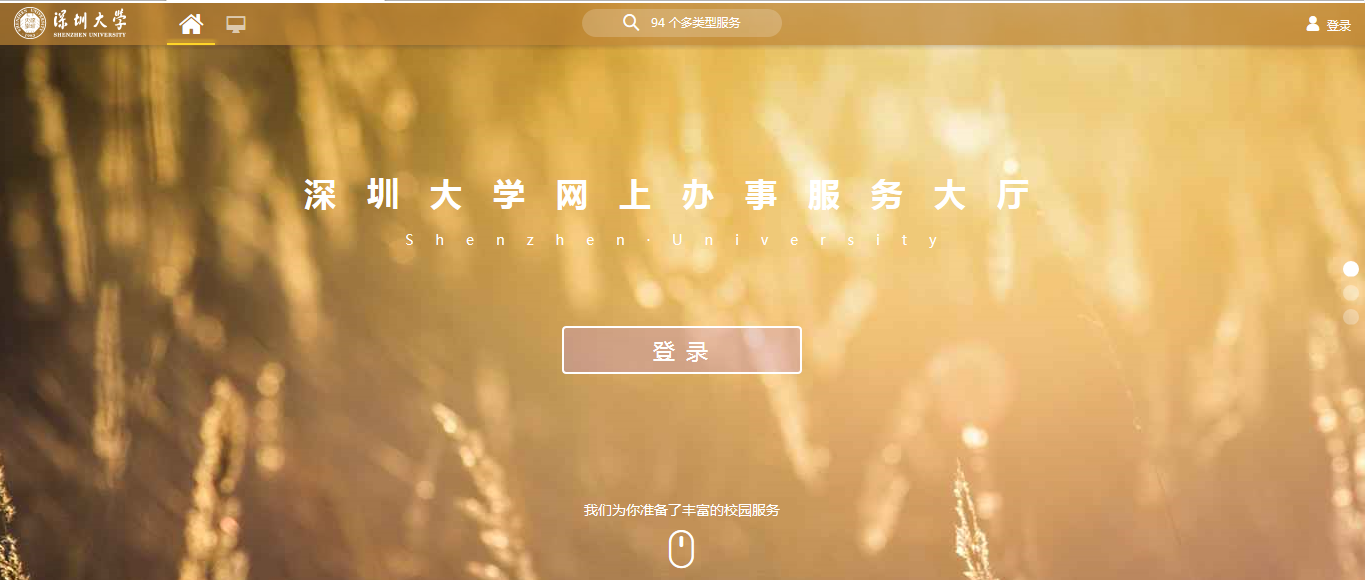 深圳大学
SHENZHEN UNIVERSITY
94 个多类型服务
登录
深圳大学网上办事服务大厅
Shenzhen·University
登录
我们为你准备了丰富的校园服务